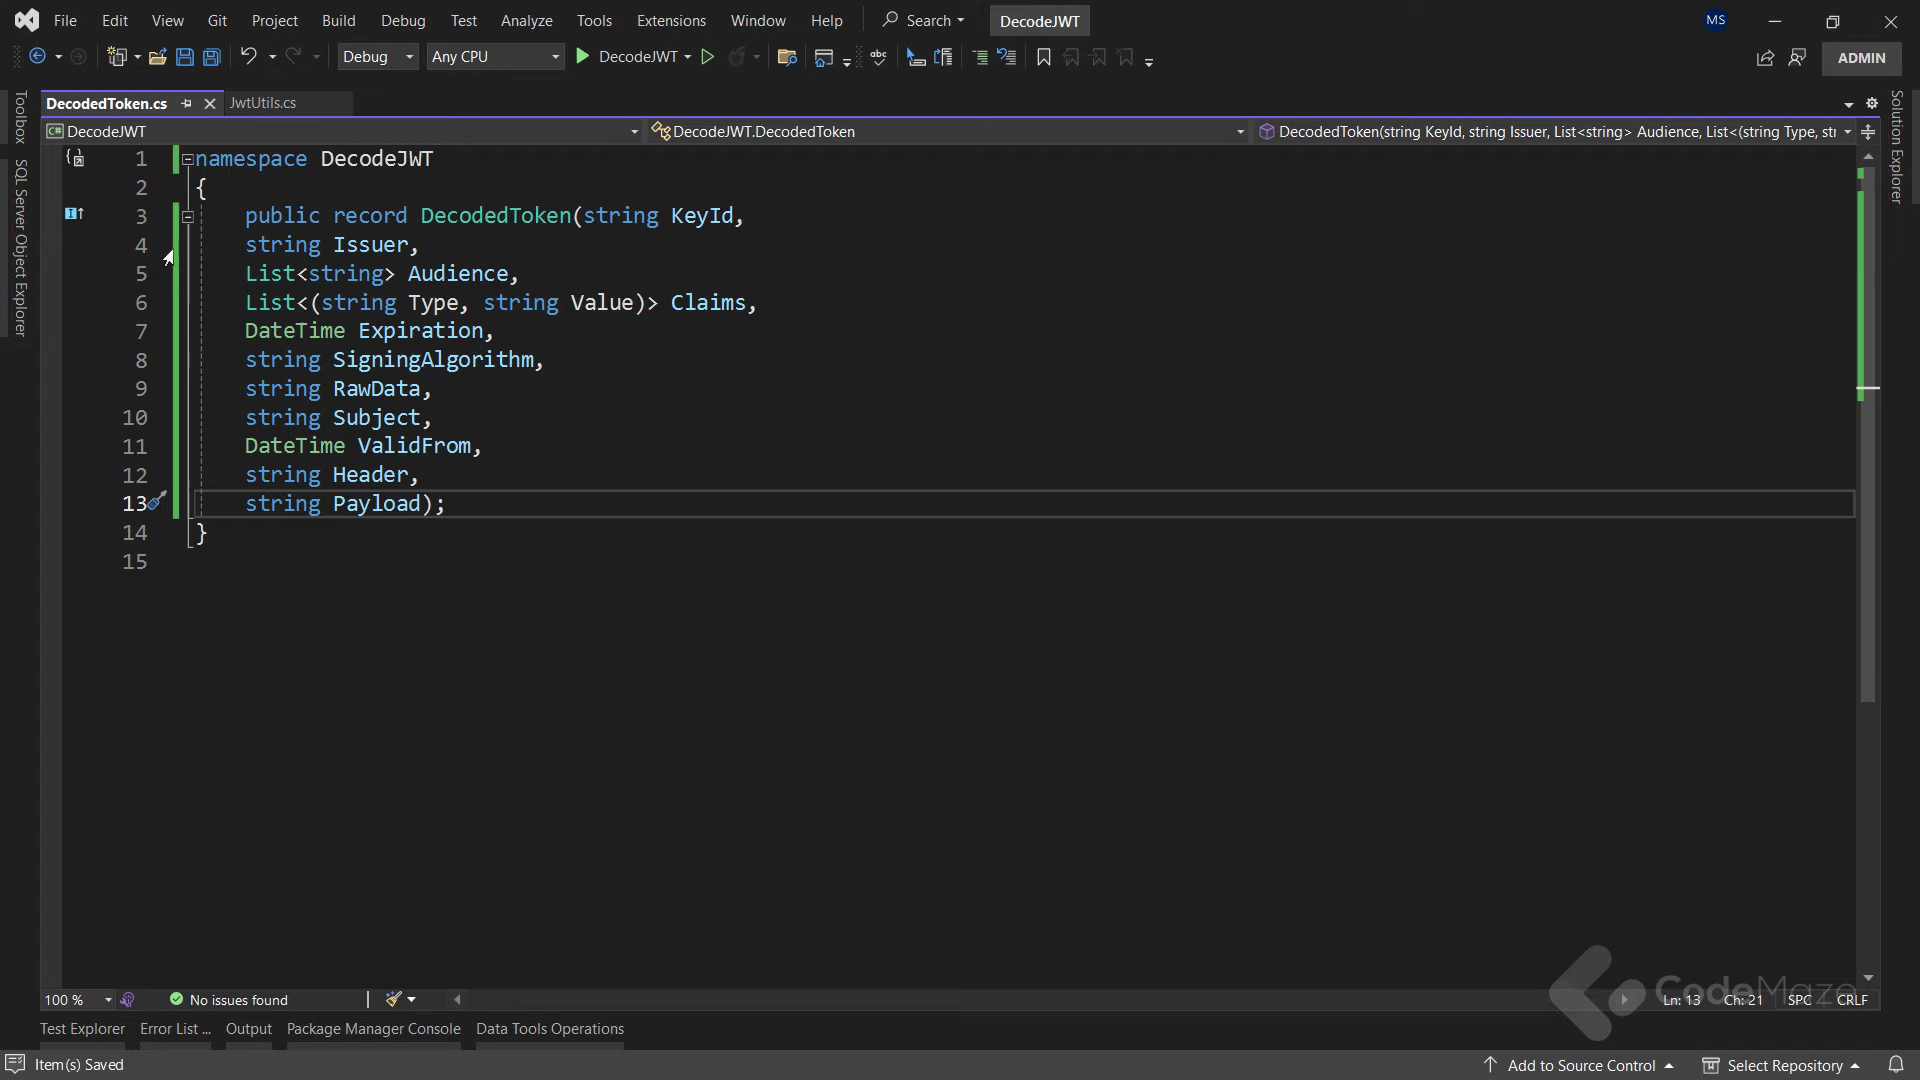 File Edit View Git Project Build Debug Test Analyze Tools Extensions Window Help Search DecodeJWT MS
Debug Any CPU DecodeJWT ADMIN
DecodedToken.cs JwtUtils.cs
DecodeJWT DecodeJWT.DecodedToken DecodedToken(string KeyId, string Issuer, List<string> Audience, List<(string Type, str
Toolbox
SQL Server Object Explorer
Solution Explorer
1 namespace DecodeJWT
2 {
3 public record DecodedToken(string KeyId,
4 string Issuer,
5 List<string> Audience,
6 List<(string Type, string Value)> Claims,
7 DateTime Expiration,
8 string SigningAlgorithm,
9 string RawData,
10 string Subject,
11 DateTime ValidFrom,
12 string Header,
13 string Payload);
14 }
15
CodeMaze
100 % No issues found Ln: 13 Ch: 21 SPC CRLF
Test Explorer Error List ... Output Package Manager Console Data Tools Operations
Item(s) Saved Add to Source Control Select Repository